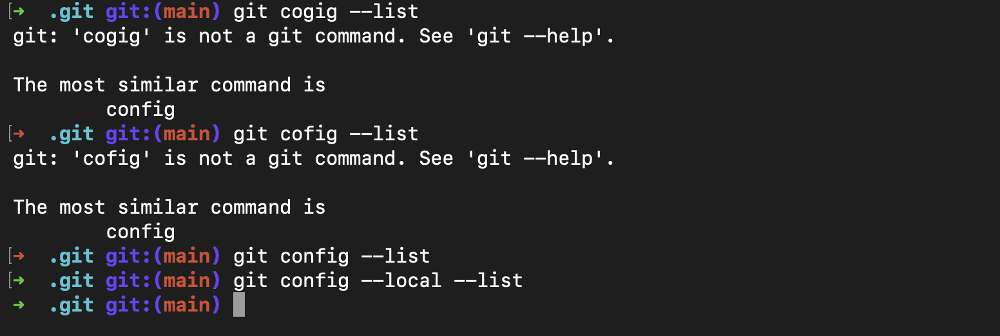 [➜  .git git:(main) git cogig --list
git: 'cogig' is not a git command. See 'git --help'.
The most similar command is
config
[➜  .git git:(main) git cofig --list
git: 'cofig' is not a git command. See 'git --help'.
The most similar command is
config
[➜  .git git:(main) git config --list
[➜  .git git:(main) git config --local --list
➜  .git git:(main)